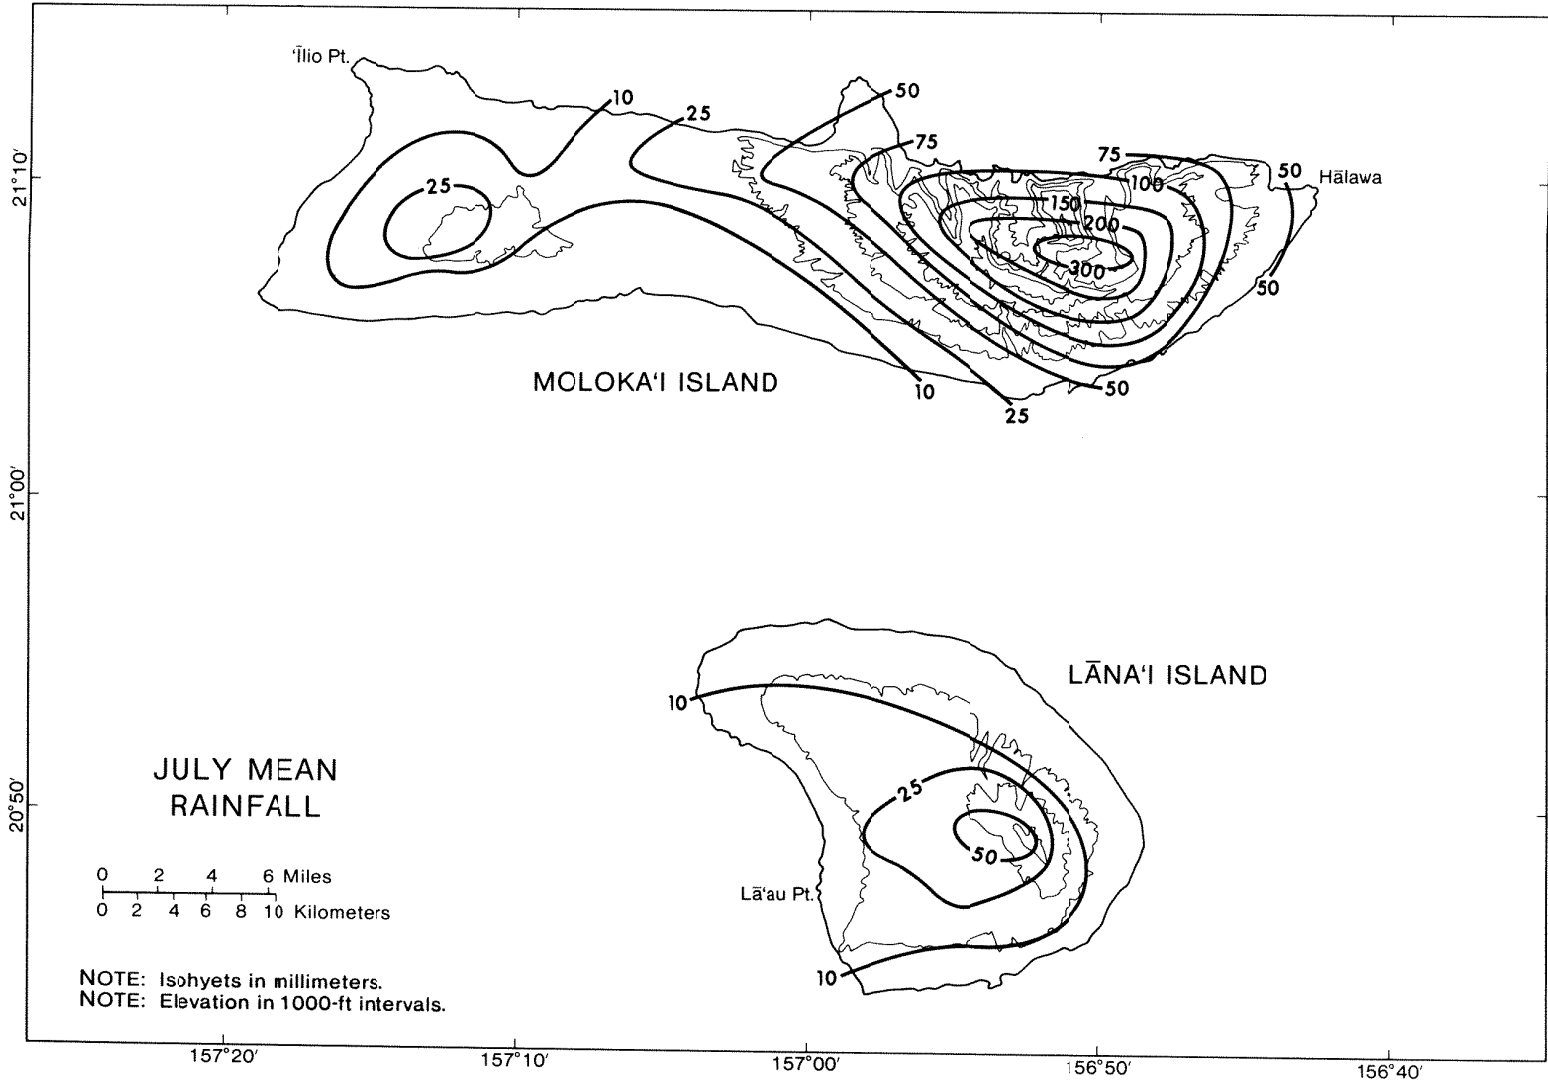 ʻĪlio Pt.
10
25
50
75
75
50
Hālawa
100
150
200
300
25
50
10
25
50
21°10′
MOLOKAʻI ISLAND
21°00′
LĀNAʻI ISLAND
10
25
50
Lāʻau Pt.
10
20°50′
JULY MEAN
RAINFALL
0 2 4 6 Miles
0 2 4 6 8 10 Kilometers
NOTE: Isohyets in millimeters.
NOTE: Elevation in 1000-ft intervals.
157°20′
157°10′
157°00′
156°50′
156°40′